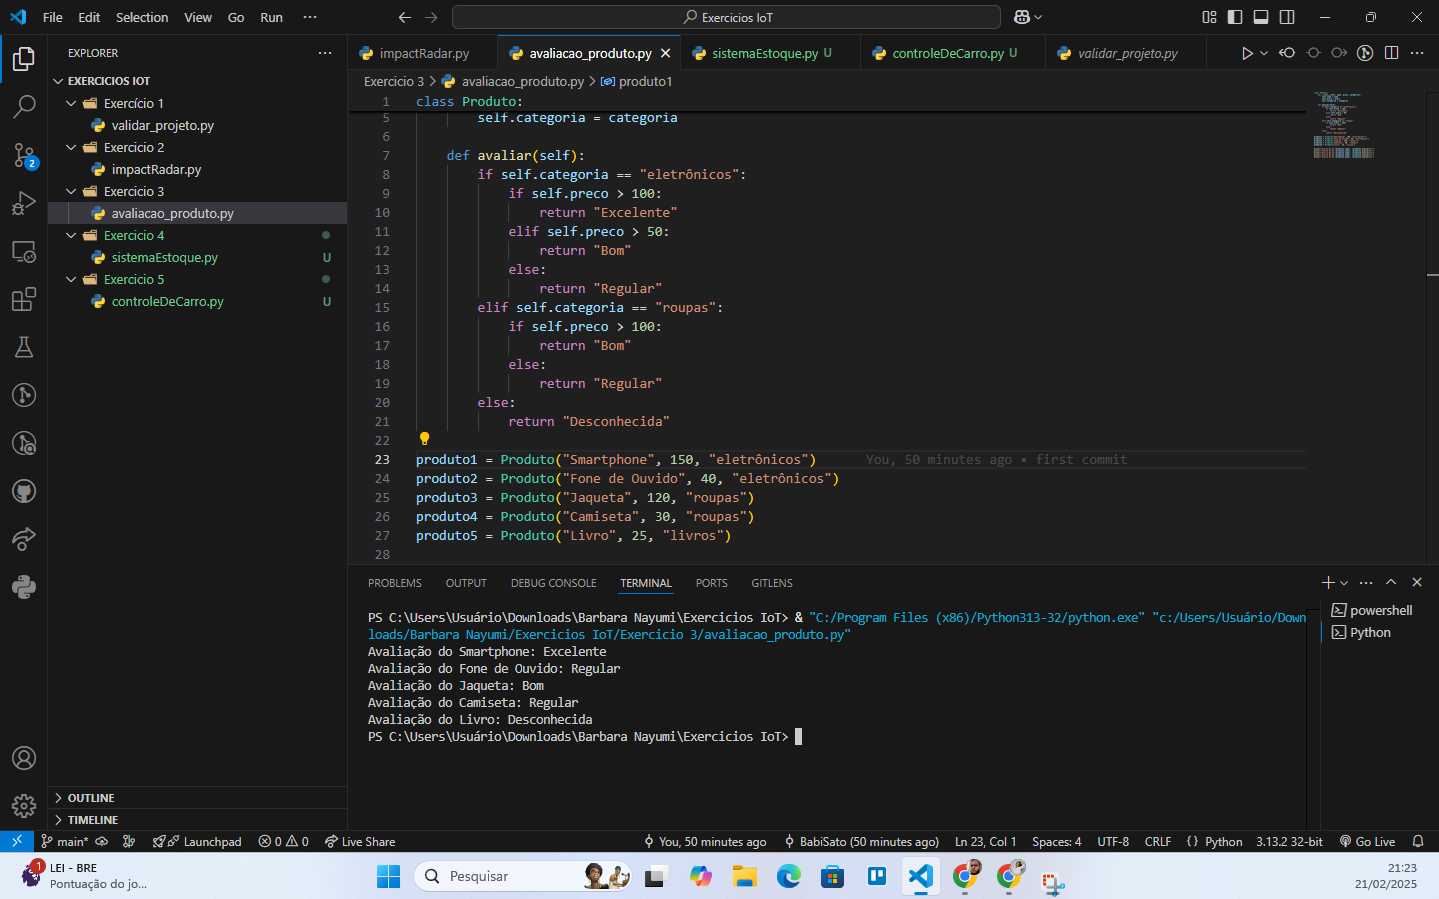 File Edit Selection View Go Run ···
Exercicios IoT
EXPLORER
EXERCICIOS IOT
Exercício 1
validar_projeto.py
Exercicio 2
impactRadar.py
Exercicio 3
avaliacao_produto.py
Exercicio 4
sistemaEstoque.py U
Exercicio 5
controleDeCarro.py U
OUTLINE
TIMELINE
2
impactRadar.py
avaliacao_produto.py
sistemaEstoque.py U
controleDeCarro.py U
validar_projeto.py
Exercicio 3 > avaliacao_produto.py > produto1
1 class Produto:
5 self.categoria = categoria
6
7 def avaliar(self):
8 if self.categoria == "eletrônicos":
9 if self.preco > 100:
10 return "Excelente"
11 elif self.preco > 50:
12 return "Bom"
13 else:
14 return "Regular"
15 elif self.categoria == "roupas":
16 if self.preco > 100:
17 return "Bom"
18 else:
19 return "Regular"
20 else:
21 return "Desconhecida"
22
23 produto1 = Produto("Smartphone", 150, "eletrônicos") You, 50 minutes ago • first commit
24 produto2 = Produto("Fone de Ouvido", 40, "eletrônicos")
25 produto3 = Produto("Jaqueta", 120, "roupas")
26 produto4 = Produto("Camiseta", 30, "roupas")
27 produto5 = Produto("Livro", 25, "livros")
28
PROBLEMS OUTPUT DEBUG CONSOLE TERMINAL PORTS GITLENS
PS C:\Users\Usuário\Downloads\Barbara Nayumi\Exercicios IoT> & "C:/Program Files (x86)/Python313-32/python.exe" "c:/Users/Usuário/Down
loads/Barbara Nayumi/Exercicios IoT/Exercicio 3/avaliacao_produto.py"
Avaliação do Smartphone: Excelente
Avaliação do Fone de Ouvido: Regular
Avaliação do Jaqueta: Bom
Avaliação do Camiseta: Regular
Avaliação do Livro: Desconhecida
PS C:\Users\Usuário\Downloads\Barbara Nayumi\Exercicios IoT>
powershell
Python
main* Launchpad 0 0 Live Share You, 50 minutes ago BabiSato (50 minutes ago) Ln 23, Col 1 Spaces: 4 UTF-8 CRLF { } Python 3.13.2 32-bit Go Live
1
LEI - BRE
Pontuação do jo...
Pesquisar
21:23
21/02/2025